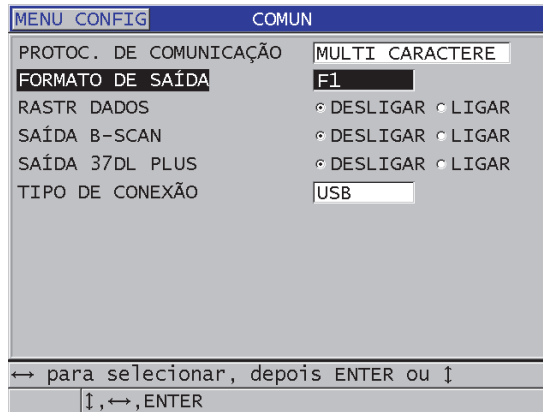 MENU CONFIG COMUN
PROTOC. DE COMUNICAÇÃO MULTI CARACTERE
FORMATO DE SAÍDA F1
RASTR DADOS DESLIGAR LIGAR
SAÍDA B-SCAN DESLIGAR LIGAR
SAÍDA 37DL PLUS DESLIGAR LIGAR
TIPO DE CONEXÃO USB
↔ para selecionar, depois ENTER ou ↕
↕,↔,ENTER